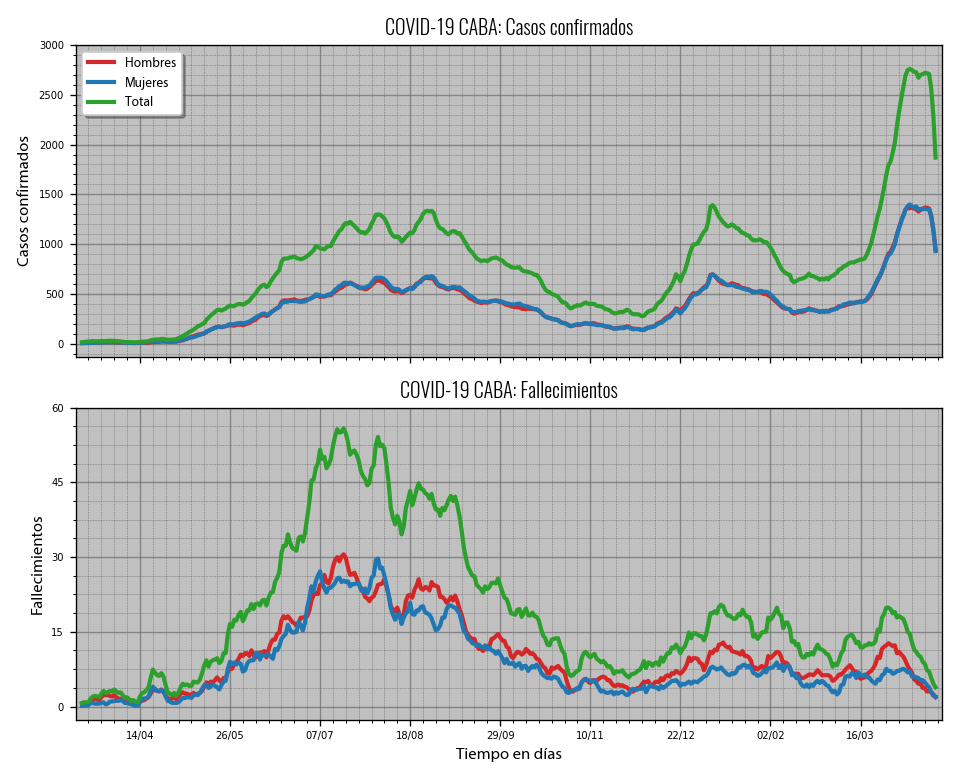 COVID-19 CABA: Casos confirmados
3000
2500
2000
1500
1000
500
0
Casos confirmados
Hombres
Mujeres
Total
COVID-19 CABA: Fallecimientos
60
45
30
15
0
Fallecimientos
14/04 26/05 07/07 18/08 29/09 10/11 22/12 02/02 16/03
Tiempo en días